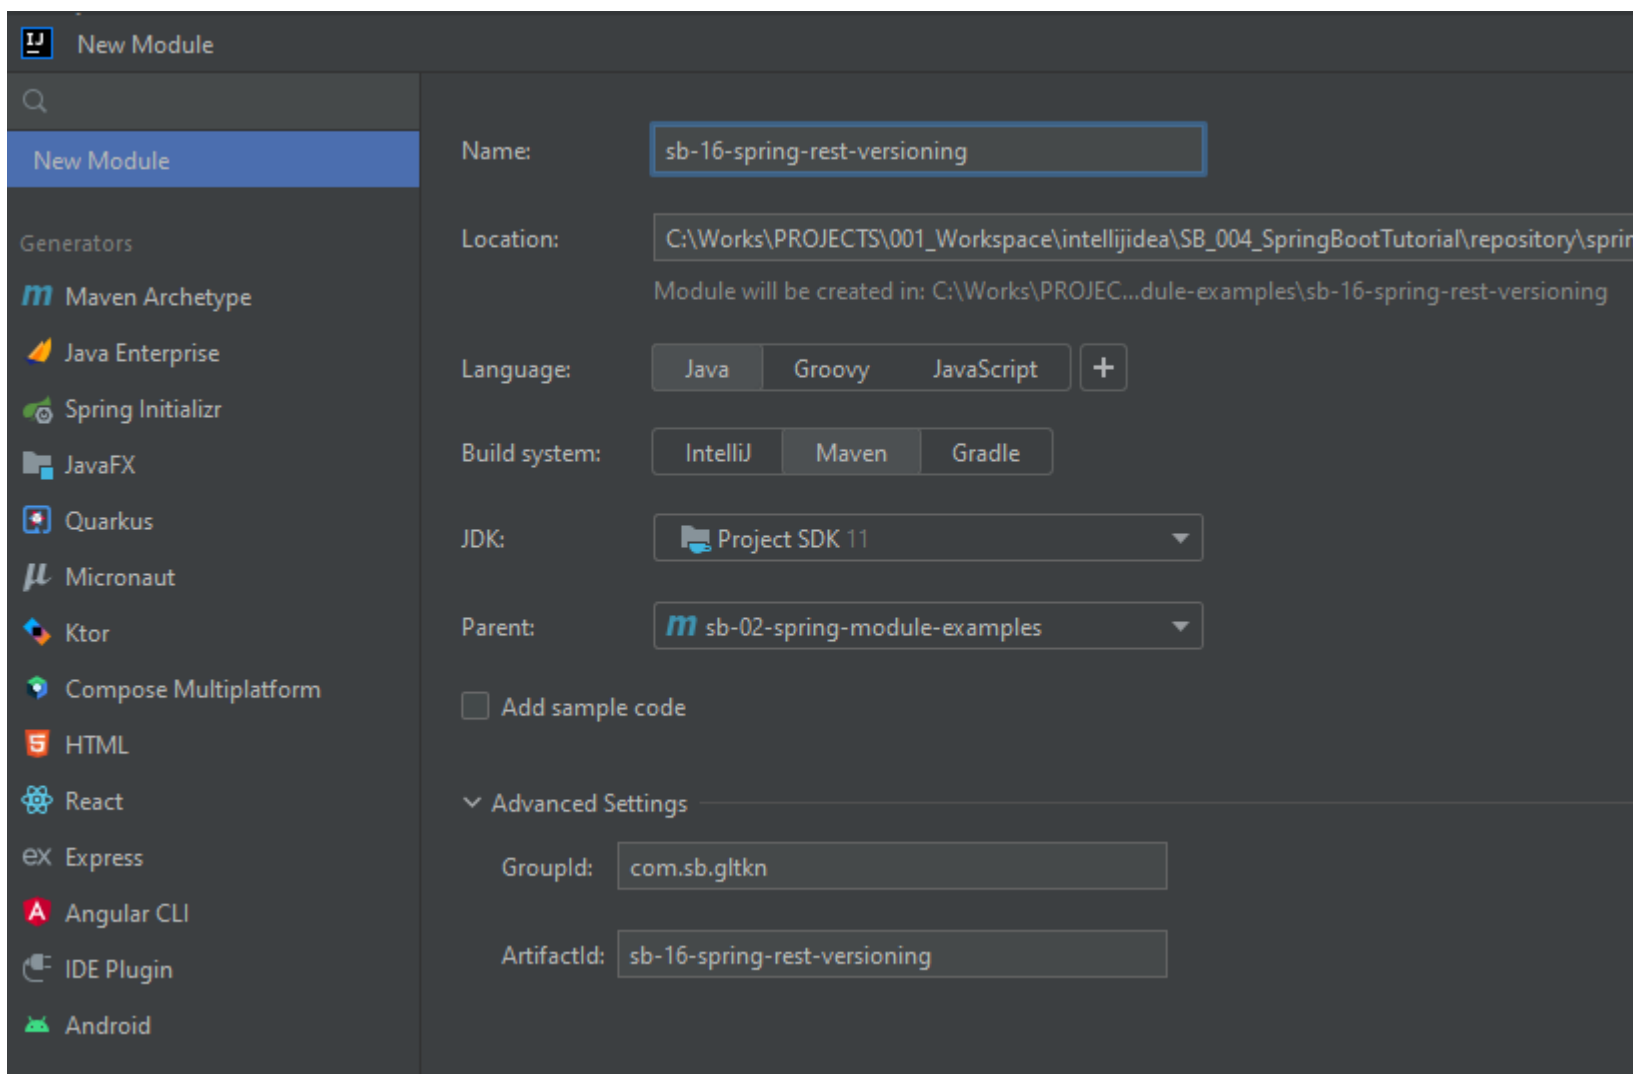 New Module
New Module
Generators
Maven Archetype
Java Enterprise
Spring Initializr
JavaFX
Quarkus
Micronaut
Ktor
Compose Multiplatform
HTML
React
ex Express
Angular CLI
IDE Plugin
Android
Name: sb-16-spring-rest-versioning
Location: C:\Works\PROJECTS\001_Workspace\intellijidea\SB_004_SpringBootTutorial\repository\sprin
Module will be created in: C:\Works\PROJEC...dule-examples\sb-16-spring-rest-versioning
Language: Java Groovy JavaScript +
Build system: IntelliJ Maven Gradle
JDK: Project SDK 11
Parent: m sb-02-spring-module-examples
Add sample code
Advanced Settings
GroupId: com.sb.gltkn
ArtifactId: sb-16-spring-rest-versioning